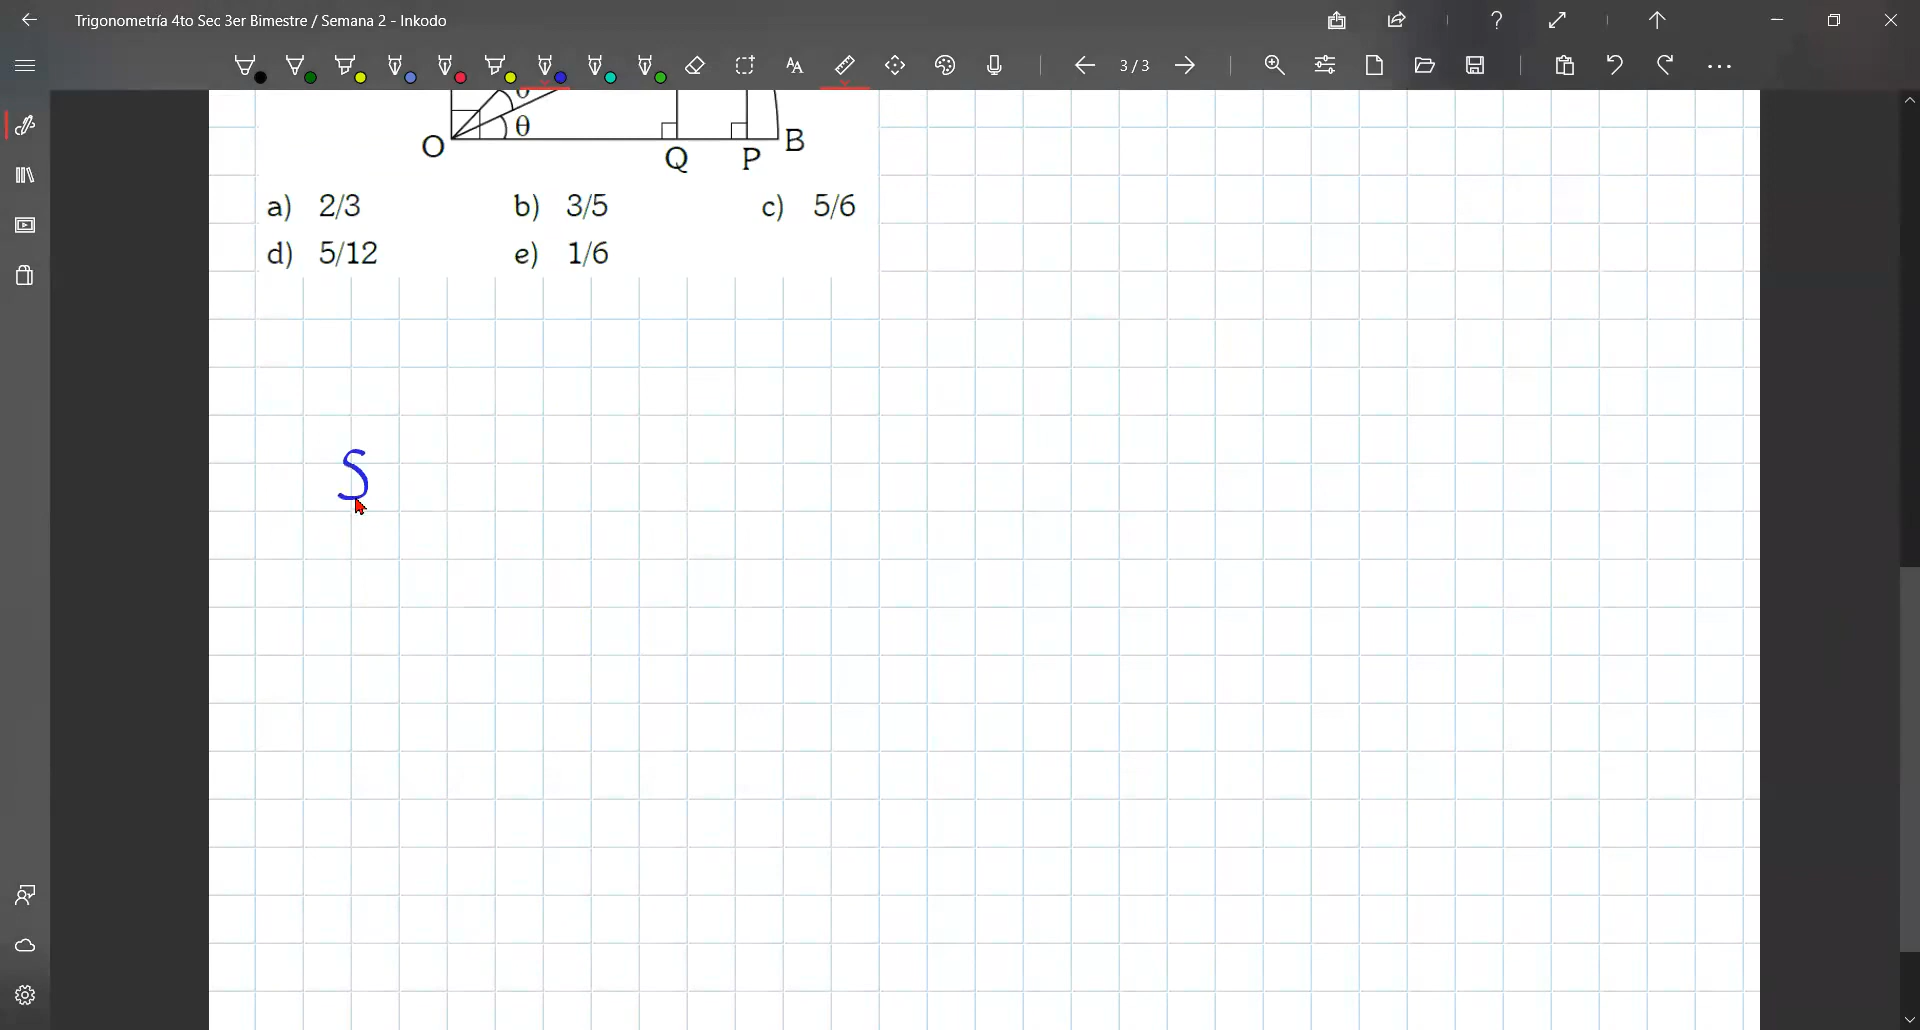 Trigonometría 4to Sec 3er Bimestre / Semana 2 - Inkodo
3 / 3
θ
O
Q
P
B
a) 2/3 b) 3/5 c) 5/6
d) 5/12 e) 1/6
S